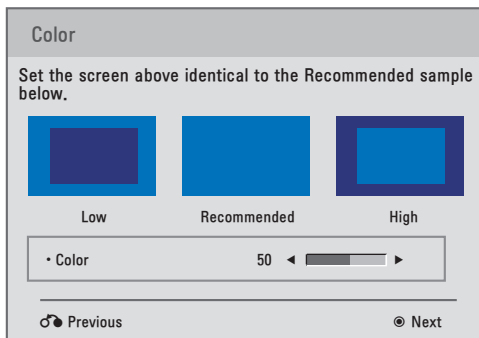 Color
Set the screen above identical to the Recommended sample
below.
Low Recommended High
• Color 50 ◄ ►
Previous ◉ Next